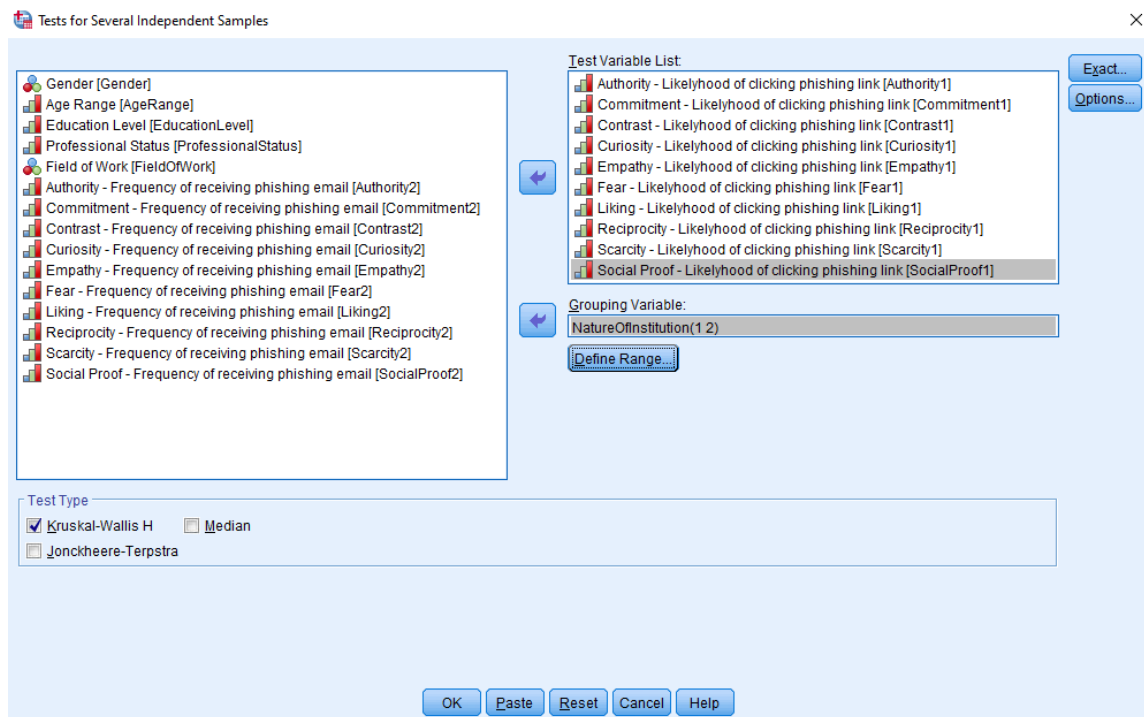 Tests for Several Independent Samples
Gender [Gender]
Age Range [AgeRange]
Education Level [EducationLevel]
Professional Status [ProfessionalStatus]
Field of Work [FieldOfWork]
Authority - Frequency of receiving phishing email [Authority2]
Commitment - Frequency of receiving phishing email [Commitment2]
Contrast - Frequency of receiving phishing email [Contrast2]
Curiosity - Frequency of receiving phishing email [Curiosity2]
Empathy - Frequency of receiving phishing email [Empathy2]
Fear - Frequency of receiving phishing email [Fear2]
Liking - Frequency of receiving phishing email [Liking2]
Reciprocity - Frequency of receiving phishing email [Reciprocity2]
Scarcity - Frequency of receiving phishing email [Scarcity2]
Social Proof - Frequency of receiving phishing email [SocialProof2]
Test Variable List:
Authority - Likelyhood of clicking phishing link [Authority1]
Commitment - Likelyhood of clicking phishing link [Commitment1]
Contrast - Likelyhood of clicking phishing link [Contrast1]
Curiosity - Likelyhood of clicking phishing link [Curiosity1]
Empathy - Likelyhood of clicking phishing link [Empathy1]
Fear - Likelyhood of clicking phishing link [Fear1]
Liking - Likelyhood of clicking phishing link [Liking1]
Reciprocity - Likelyhood of clicking phishing link [Reciprocity1]
Scarcity - Likelyhood of clicking phishing link [Scarcity1]
Social Proof - Likelyhood of clicking phishing link [SocialProof1]
Grouping Variable:
NatureOfInstitution(1 2)
Define Range...
Exact...
Options...
Test Type
Kruskal-Wallis H Median
Jonckheere-Terpstra
OK Paste Reset Cancel Help